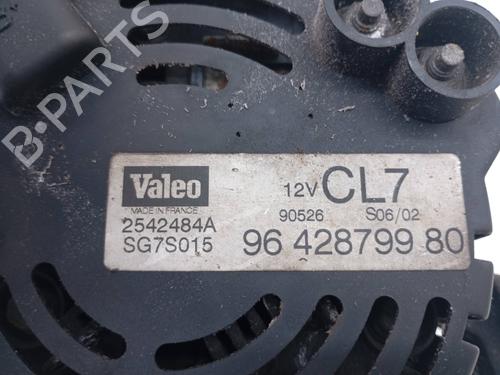 B-PARTS
Valeo
MADE IN FRANCE
12V CL7
2542484A 90526 S06/02
SG7S015 96 428799 80